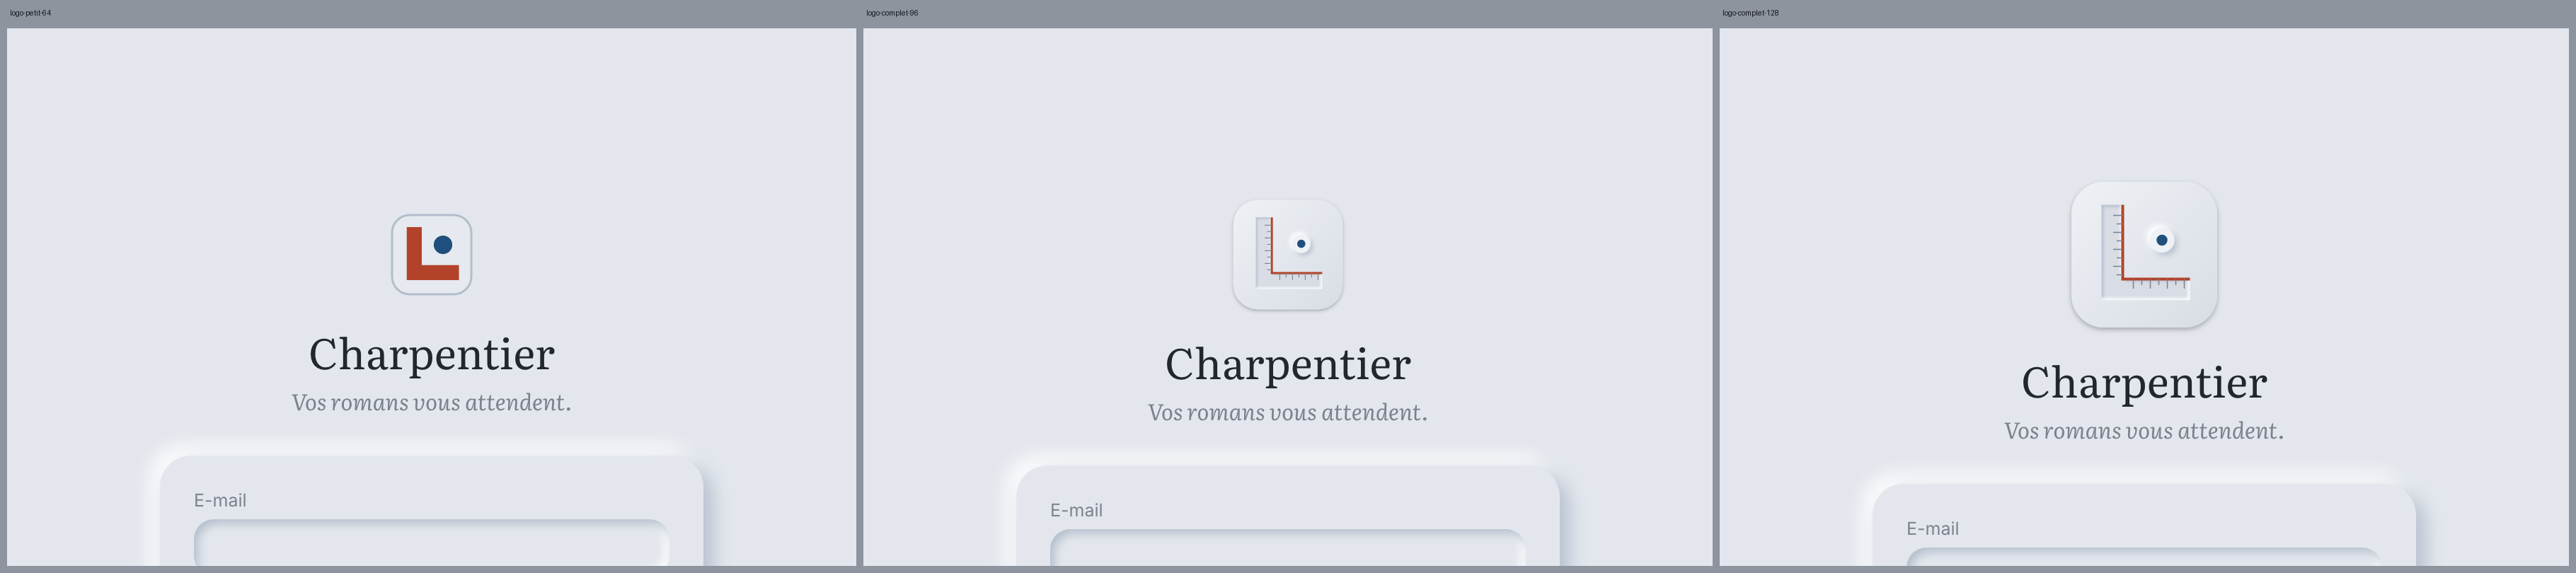 logo-petit-64
Charpentier
Vos romans vous attendent.
E-mail
logo-complet-96
Charpentier
Vos romans vous attendent.
E-mail
logo-complet-128
Charpentier
Vos romans vous attendent.
E-mail